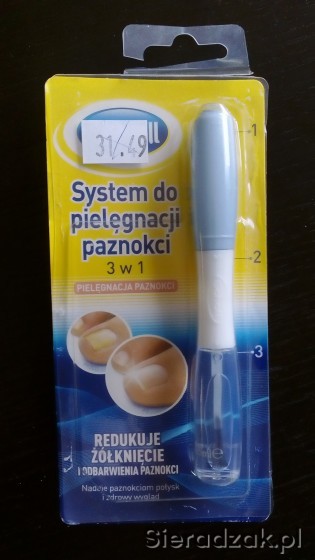 31.49
System do
pielęgnacji
paznokci
3 w 1
PIELĘGNACJA PAZNOKCI
1
2
3
REDUKUJE
ŻÓŁKNIĘCIE
I ODBARWIENIA PAZNOKCI
Nadaje paznokciom połysk
i zdrowy wygląd
Sieradzak.pl